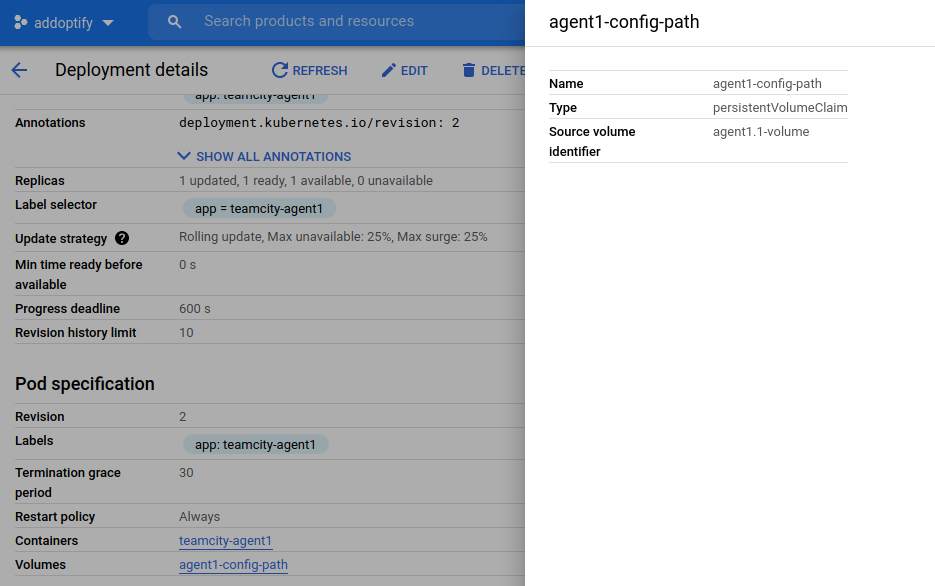 addoptify
Search products and resources
Deployment details
REFRESH
EDIT
DELETE
app: teamcity-agent1
Annotations
deployment.kubernetes.io/revision: 2
SHOW ALL ANNOTATIONS
Replicas
1 updated, 1 ready, 1 available, 0 unavailable
Label selector
app = teamcity-agent1
Update strategy ?
Rolling update, Max unavailable: 25%, Max surge: 25%
Min time ready before
available
0 s
Progress deadline
600 s
Revision history limit
10
Pod specification
Revision
2
Labels
app: teamcity-agent1
Termination grace
period
30
Restart policy
Always
Containers
teamcity-agent1
Volumes
agent1-config-path
agent1-config-path
Name
agent1-config-path
Type
persistentVolumeClaim
Source volume
identifier
agent1.1-volume